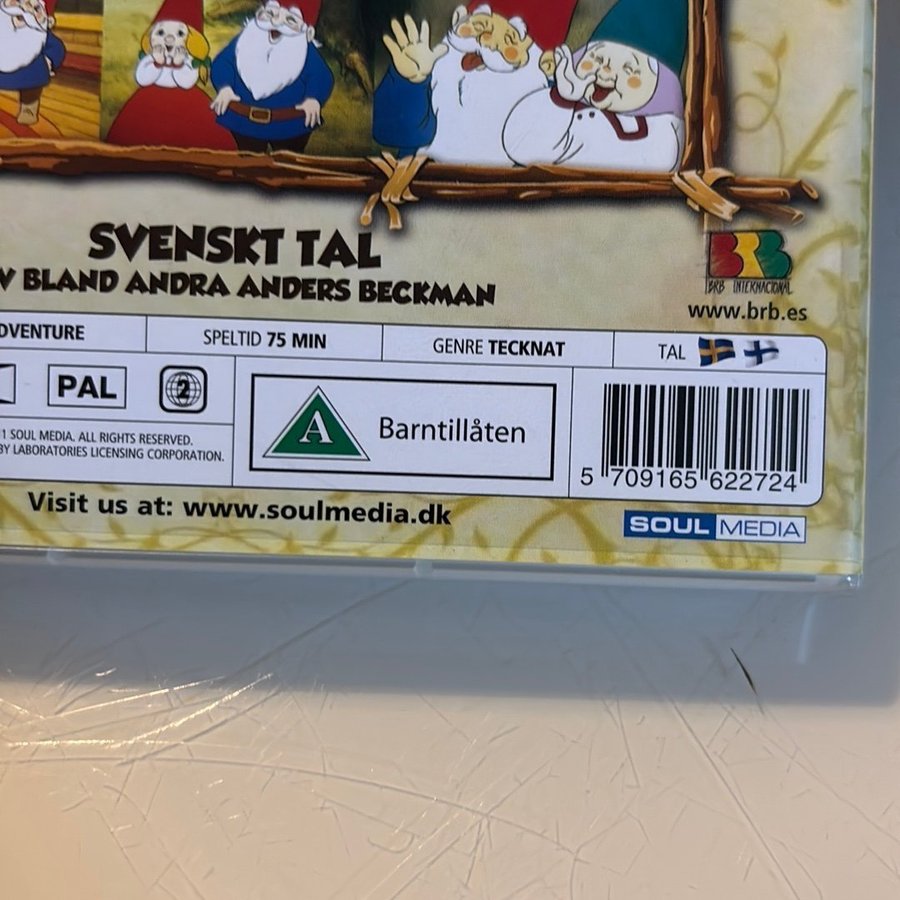 SVENSKT TAL
V BLAND ANDRA ANDERS BECKMAN
BRB
BRB INTERNACIONAL
www.brb.es
DVENTURE
SPELTID 75 MIN
GENRE TECKNAT
TAL
PAL
2
A
Barntillåten
1 SOUL MEDIA. ALL RIGHTS RESERVED.
BY LABORATORIES LICENSING CORPORATION.
5 709165 622724
Visit us at: www.soulmedia.dk
SOUL MEDIA